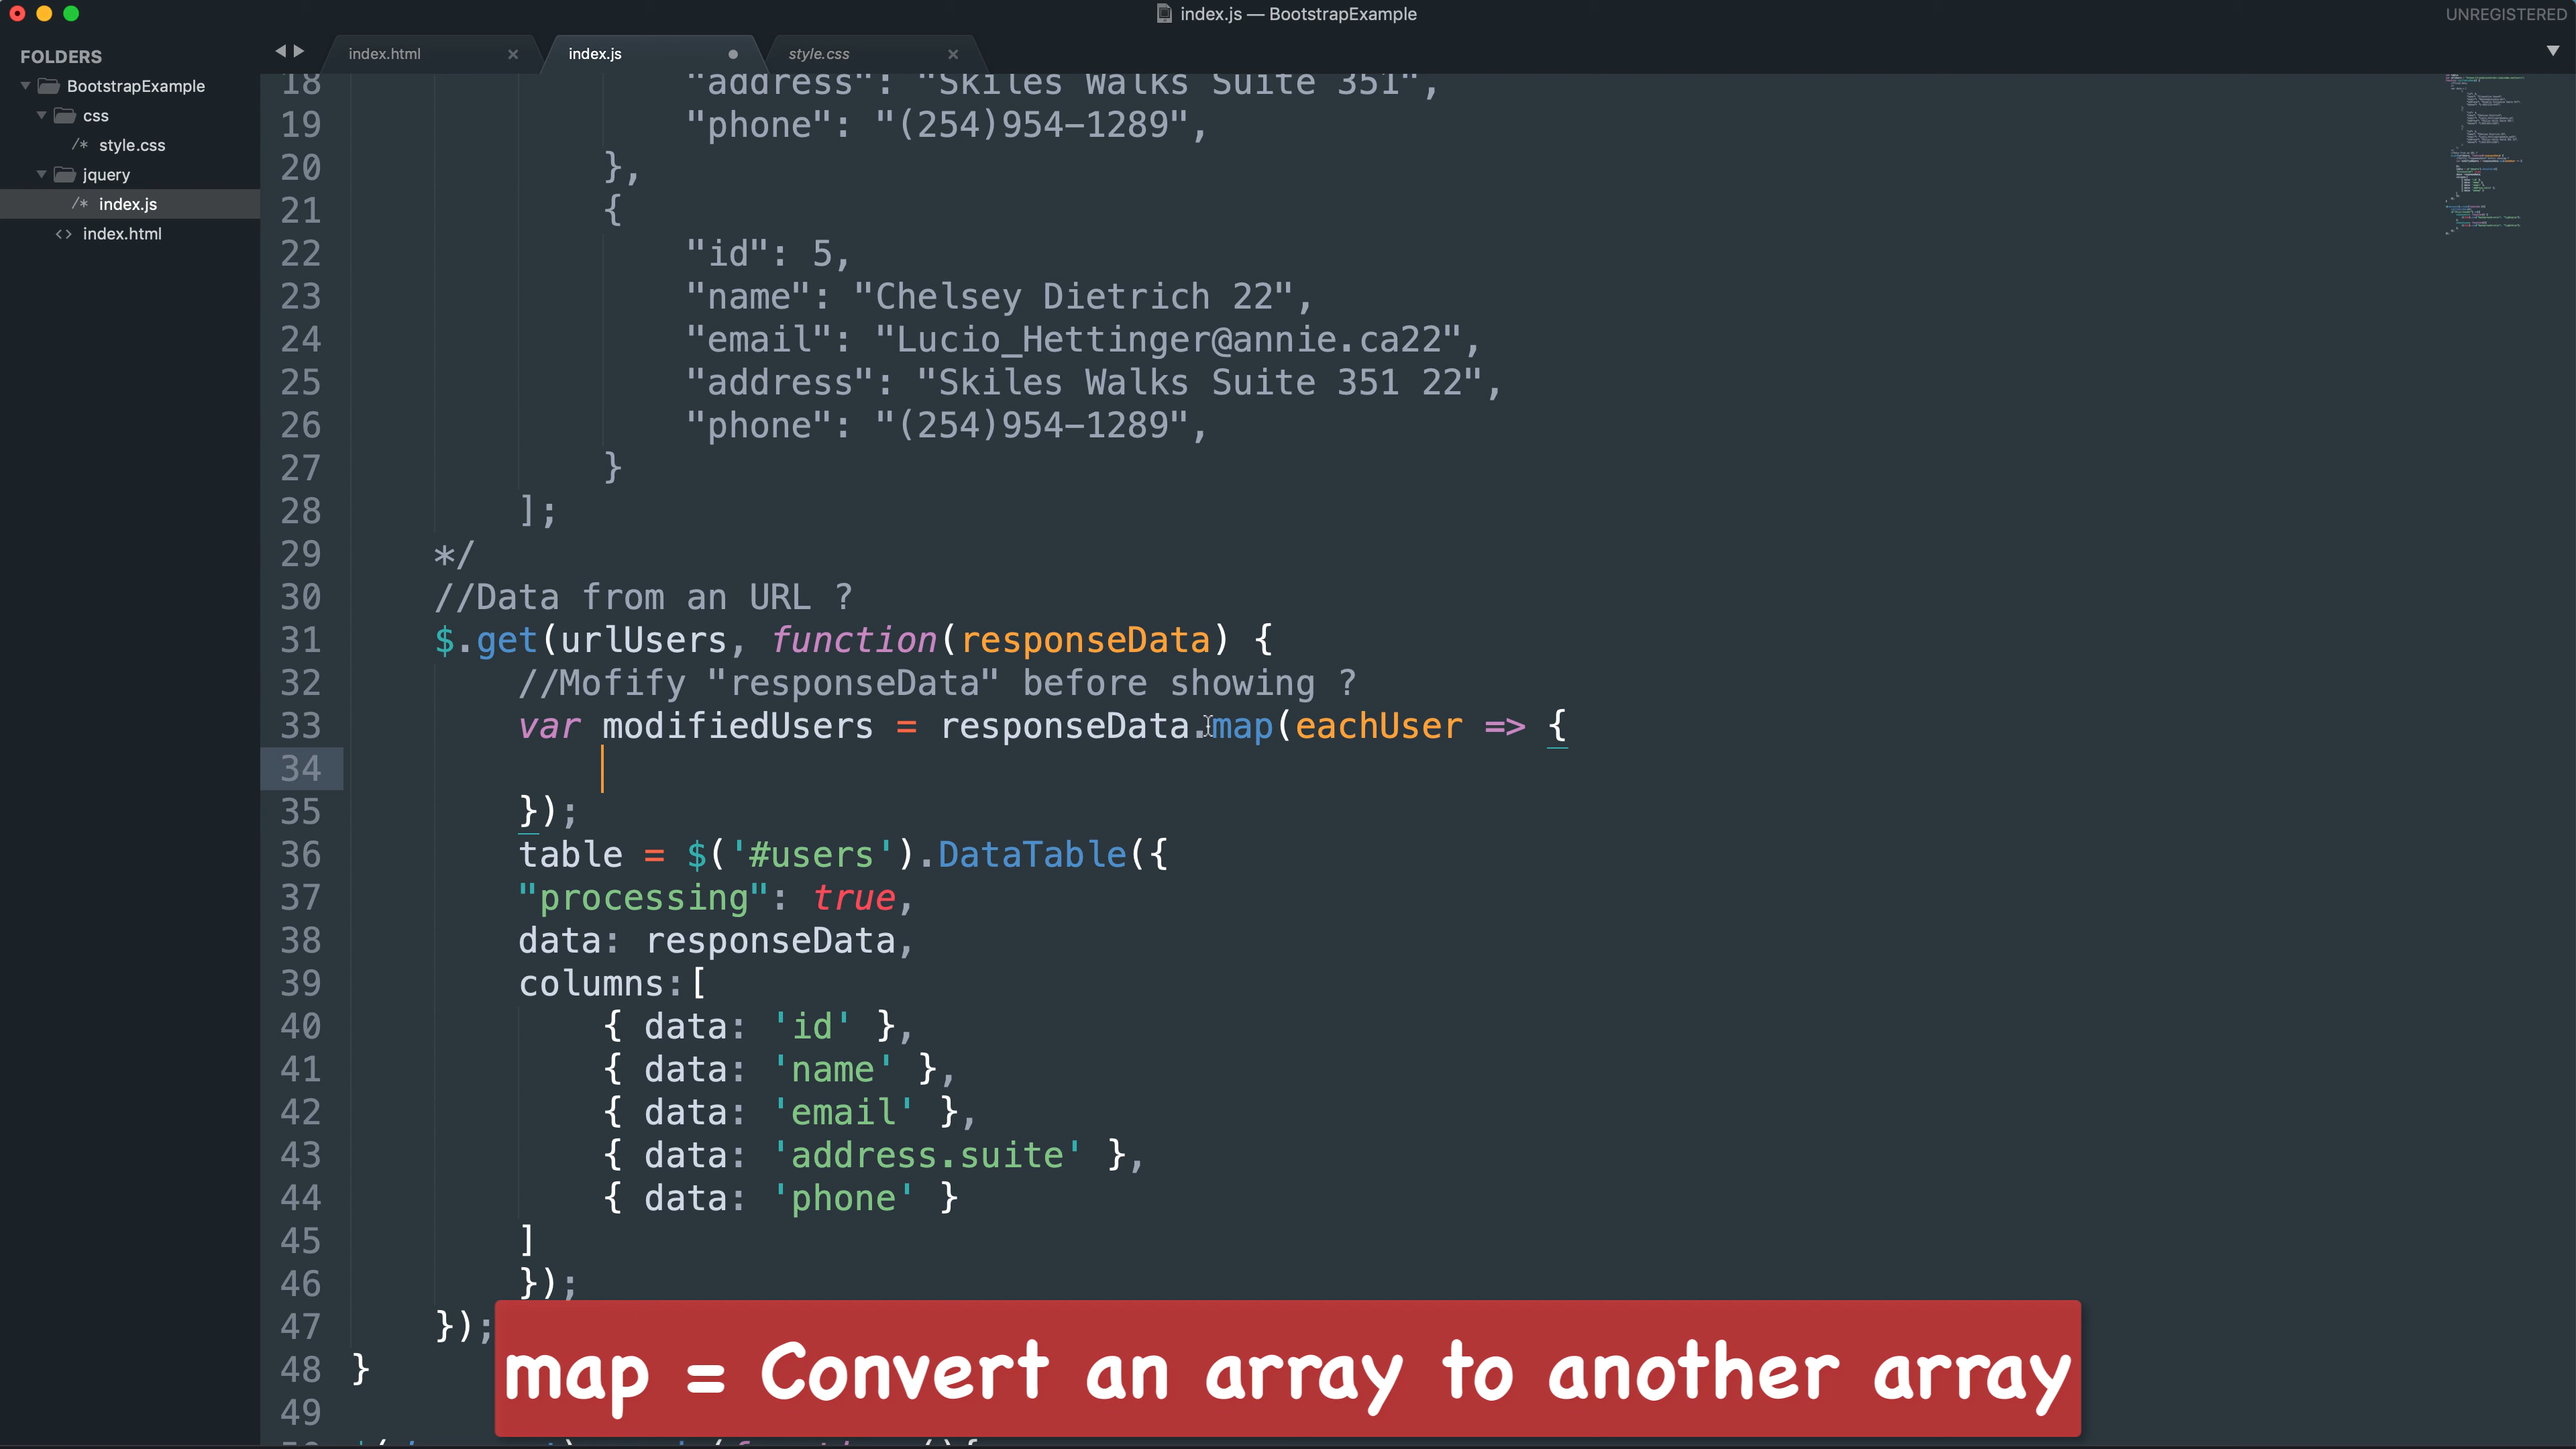 index.js — BootstrapExample
UNREGISTERED
FOLDERS
BootstrapExample
css
/* style.css
jquery
/* index.js
<> index.html
index.html ×
index.js
style.css ×
18 "address": "Skiles Walks Suite 351",
19 "phone": "(254)954-1289",
20 },
21 {
22 "id": 5,
23 "name": "Chelsey Dietrich 22",
24 "email": "Lucio_Hettinger@annie.ca22",
25 "address": "Skiles Walks Suite 351 22",
26 "phone": "(254)954-1289",
27 }
28 ];
29 */
30 //Data from an URL ?
31 $.get(urlUsers, function(responseData) {
32 //Mofify "responseData" before showing ?
33 var modifiedUsers = responseData.map(eachUser => {
34
35 });
36 table = $('#users').DataTable({
37 "processing": true,
38 data: responseData,
39 columns:[
40 { data: 'id' },
41 { data: 'name' },
42 { data: 'email' },
43 { data: 'address.suite' },
44 { data: 'phone' }
45 ]
46 });
47 });
48 }
49
map = Convert an array to another array